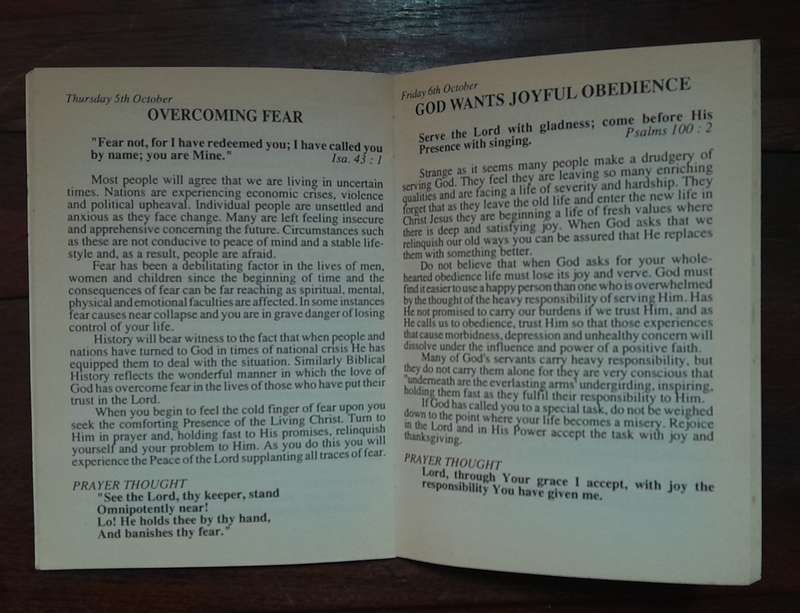 Thursday 5th October
OVERCOMING FEAR
"Fear not, for I have redeemed you; I have called you
by name; you are Mine." Isa. 43 : 1
Most people will agree that we are living in uncertain
times. Nations are experiencing economic crises, violence
and political upheaval. Individual people are unsettled and
anxious as they face change. Many are left feeling insecure
and apprehensive concerning the future. Circumstances such
as these are not conducive to peace of mind and a stable life-
style and, as a result, people are afraid.
Fear has been a debilitating factor in the lives of men,
women and children since the beginning of time and the
consequences of fear can be far reaching as spiritual, mental,
physical and emotional faculties are affected. In some instances
fear causes near collapse and you are in grave danger of losing
control of your life.
History will bear witness to the fact that when people and
nations have turned to God in times of national crisis He has
equipped them to deal with the situation. Similarly Biblical
History reflects the wonderful manner in which the love of
God has overcome fear in the lives of those who have put their
trust in the Lord.
When you begin to feel the cold finger of fear upon you
seek the comforting Presence of the Living Christ. Turn to
Him in prayer and, holding fast to His promises, relinquish
yourself and your problem to Him. As you do this you will
experience the Peace of the Lord supplanting all traces of fear.
PRAYER THOUGHT
"See the Lord, thy keeper, stand
Omnipotently near!
Lo! He holds thee by thy hand,
And banishes thy fear."
Friday 6th October
GOD WANTS JOYFUL OBEDIENCE
Serve the Lord with gladness; come before His
Presence with singing. Psalms 100 : 2
Strange as it seems many people make a drudgery of
serving God. They feel they are leaving so many enriching
qualities and are facing a life of severity and hardship. They
forget that as they leave the old life and enter the new life in
Christ Jesus they are beginning a life of fresh values where
there is deep and satisfying joy. When God asks that we
relinquish our old ways you can be assured that He replaces
them with something better.
Do not believe that when God asks for your whole-
hearted obedience life must lose its joy and verve. God must
find it easier to use a happy person than one who is overwhelmed
by the thought of the heavy responsibility of serving Him. Has
He not promised to carry our burdens if we trust Him, and as
He calls us to obedience, trust Him so that those experiences
that cause morbidness, depression and unhealthy concern will
dissolve under the influence and power of a positive faith.
Many of God's servants carry heavy responsibility, but
they do not carry them alone for they are very conscious that
"underneath are the everlasting arms" undergirding, inspiring,
holding them fast as they fulfil their responsibility to Him.
If God has called you to a special task, do not be weighed
down to the point where your life becomes a misery. Rejoice
in the Lord and in His Power accept the task with joy and
thanksgiving.
PRAYER THOUGHT
Lord, through Your grace I accept, with joy the
responsibility You have given me.